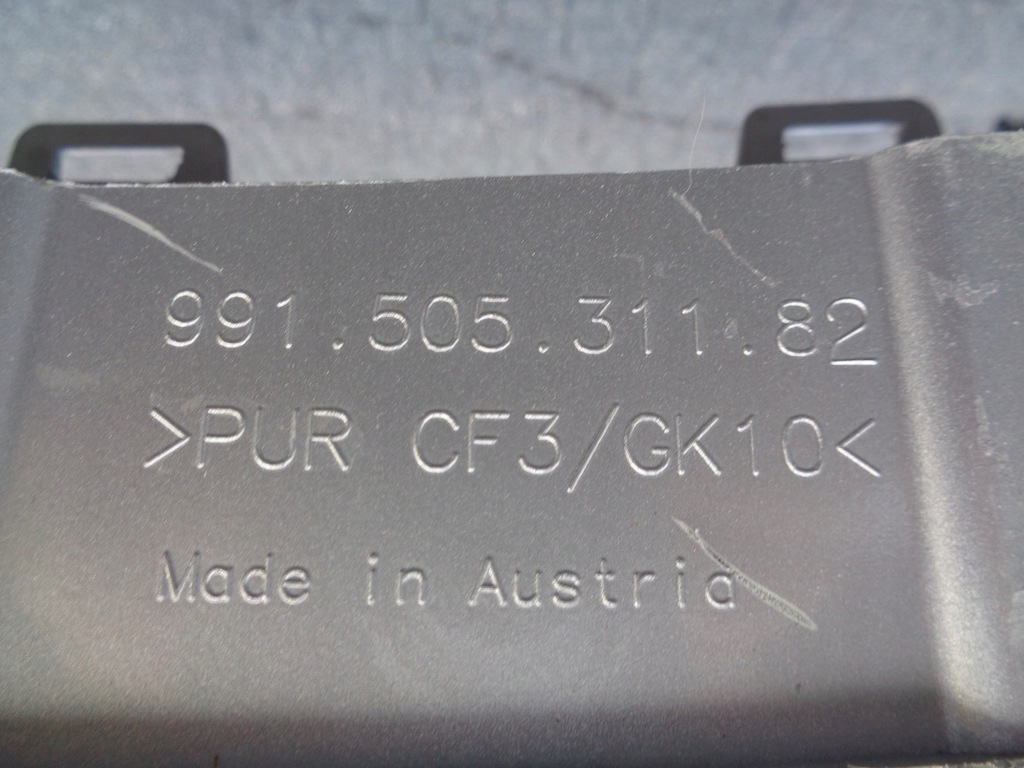 991.505.311.82
>PUR CF3/GK10<
Made in Austria